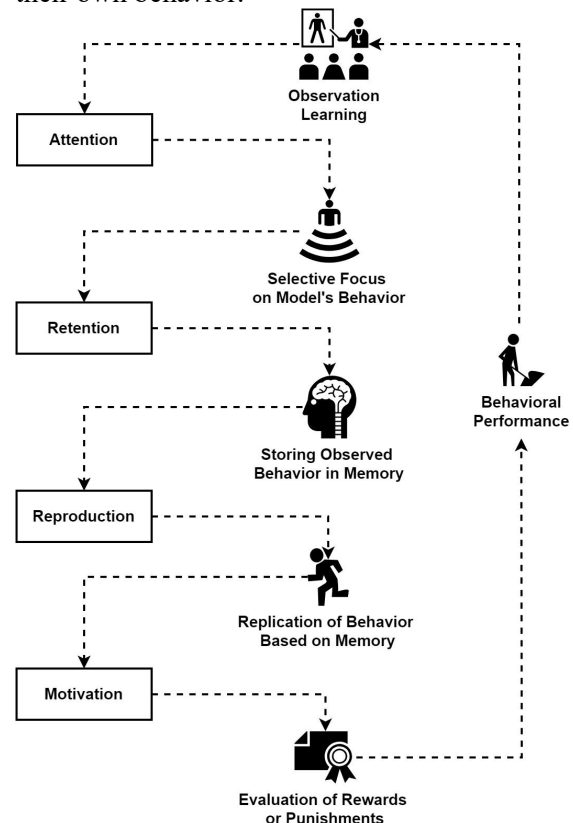 their own behavior.
Observation
Learning
Attention
Selective Focus
on Model's Behavior
Retention
Behavioral
Performance
Storing Observed
Behavior in Memory
Reproduction
Replication of Behavior
Based on Memory
Motivation
Evaluation of Rewards
or Punishments